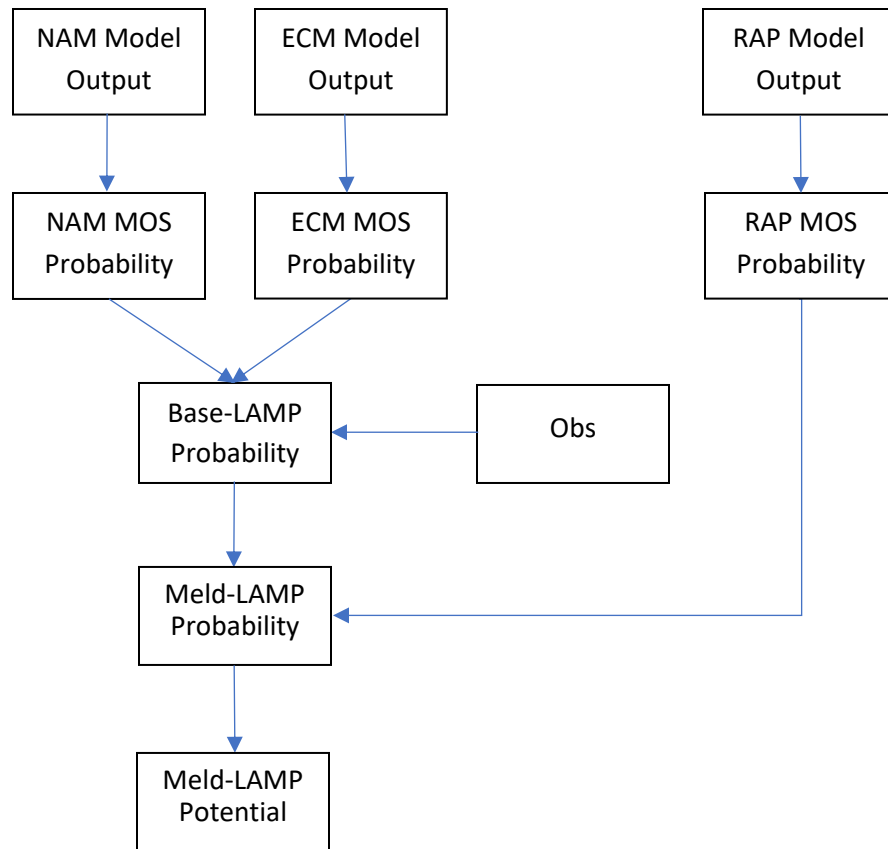 NAM Model
Output
ECM Model
Output
RAP Model
Output
NAM MOS
Probability
ECM MOS
Probability
RAP MOS
Probability
Base-LAMP
Probability
Obs
Meld-LAMP
Probability
Meld-LAMP
Potential